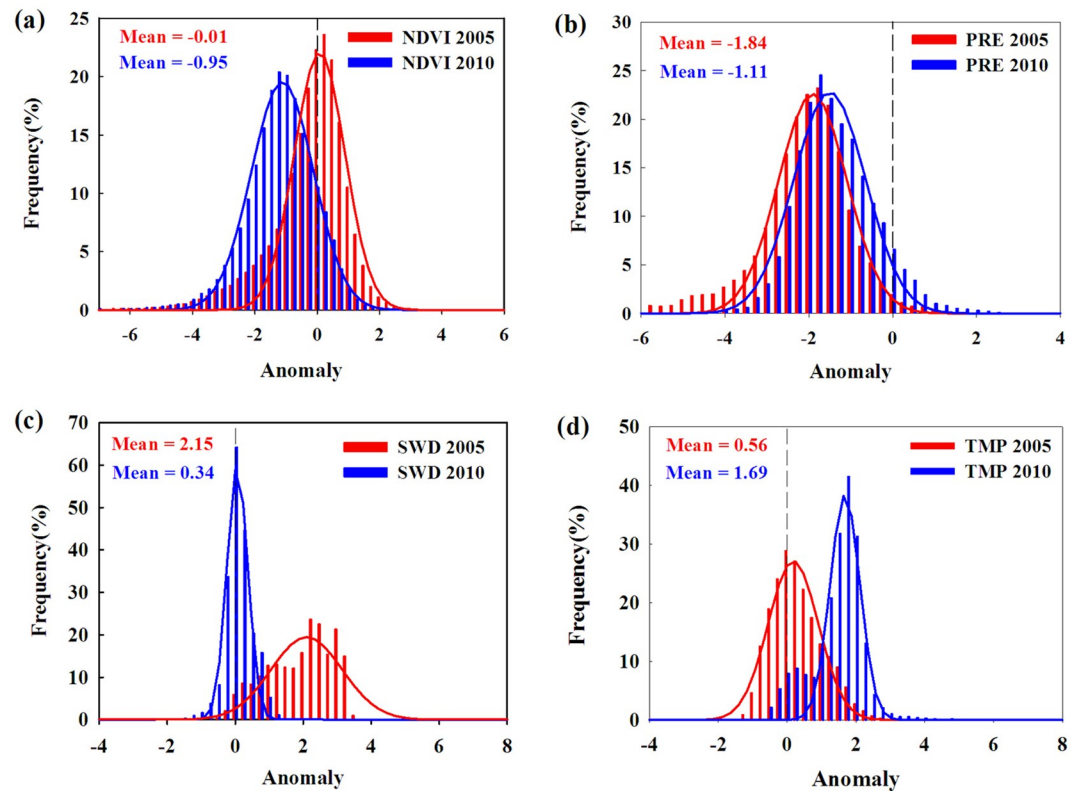 (a)
Mean = -0.01
Mean = -0.95
NDVI 2005
NDVI 2010
25
20
15
10
5
0
Frequency(%)
-6 -4 -2 0 2 4 6
Anomaly
(b)
Mean = -1.84
Mean = -1.11
PRE 2005
PRE 2010
30
25
20
15
10
5
0
Frequency(%)
-6 -4 -2 0 2 4
Anomaly
(c)
Mean = 2.15
Mean = 0.34
SWD 2005
SWD 2010
70
60
50
40
30
20
10
0
Frequency(%)
-4 -2 0 2 4 6 8
Anomaly
(d)
Mean = 0.56
Mean = 1.69
TMP 2005
TMP 2010
50
40
30
20
10
0
Frequency(%)
-4 -2 0 2 4 6 8
Anomaly